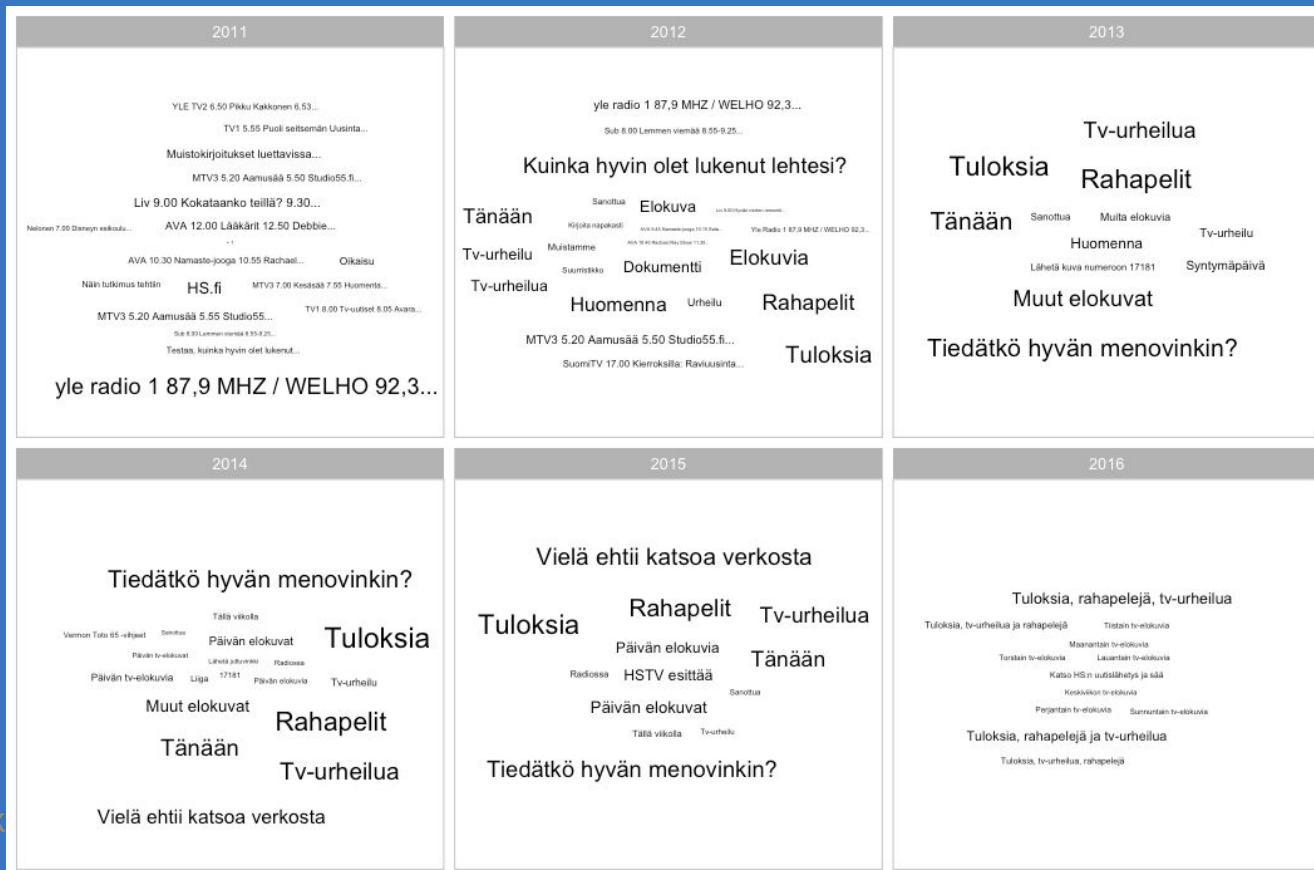 2011
YLE TV2 6.50 Pikku Kakkonen 6.53...
TV1 5.55 Puoli seitsemän Uusinta...
Muistokirjoitukset luettavissa...
MTV3 5.20 Aamusää 5.50 Studio55.fi...
Liv 9.00 Kokataanko teillä? 9.30...
Nelonen 7.00 Disneyn esikoulu...
AVA 12.00 Lääkärit 12.50 Debbie...
AVA 10.30 Namaste-jooga 10.55 Rachael...
Oikaisu
Näin tutkimus tehtiin
HS.fi
MTV3 7.00 Kesäsää 7.55 Huomenta...
MTV3 5.20 Aamusää 5.55 Studio55...
TV1 8.00 Tv-uutiset 8.05 Avara...
Sub 8.00 Lemmen viemää 8.55-9.25...
Testaa, kuinka hyvin olet lukenut...
yle radio 1 87,9 MHZ / WELHO 92,3...
2012
yle radio 1 87,9 MHZ / WELHO 92,3...
Sub 8.00 Lemmen viemää 8.55-9.25...
Kuinka hyvin olet lukenut lehtesi?
Sanottua
Elokuva
Tänään
Kirjoita napakasti
Yle Radio 1 87,9 MHZ / WELHO 92,3...
Muistamme
Tv-urheilu
Elokuvia
Suurristikko
Dokumentti
Tv-urheilua
Huomenna
Urheilu
Rahapelit
MTV3 5.20 Aamusää 5.50 Studio55.fi...
Tuloksia
SuomiTV 17.00 Kierroksilla: Raviuusinta...
2013
Tv-urheilua
Tuloksia
Rahapelit
Tänään
Sanottua
Muita elokuvia
Tv-urheilu
Huomenna
Lähetä kuva numeroon 17181
Syntymäpäivä
Muut elokuvat
Tiedätkö hyvän menovinkin?
2014
Tiedätkö hyvän menovinkin?
Tällä viikolla
Vermon Toto 65 -vihjeet
Sanottua
Päivän elokuvat
Tuloksia
Päivän tv-elokuvat
Lähetä juttuvinkki
Radiossa
Päivän tv-elokuvia
Liiga
17181
Päivän elokuvia
Tv-urheilu
Muut elokuvat
Rahapelit
Tänään
Tv-urheilua
Vielä ehtii katsoa verkosta
2015
Vielä ehtii katsoa verkosta
Rahapelit
Tv-urheilua
Tuloksia
Päivän elokuvia
Tänään
Radiossa
HSTV esittää
Sanottua
Päivän elokuvat
Tällä viikolla
Tv-urheilu
Tiedätkö hyvän menovinkin?
2016
Tuloksia, rahapelejä, tv-urheilua
Tuloksia, tv-urheilua ja rahapelejä
Tiistain tv-elokuvia
Maanantain tv-elokuvia
Torstain tv-elokuvia
Lauantain tv-elokuvia
Katso HS:n uutislähetys ja sää
Keskiviikon tv-elokuvia
Perjantain tv-elokuvia
Sunnuntain tv-elokuvia
Tuloksia, rahapelejä ja tv-urheilua
Tuloksia, tv-urheilua, rahapelejä